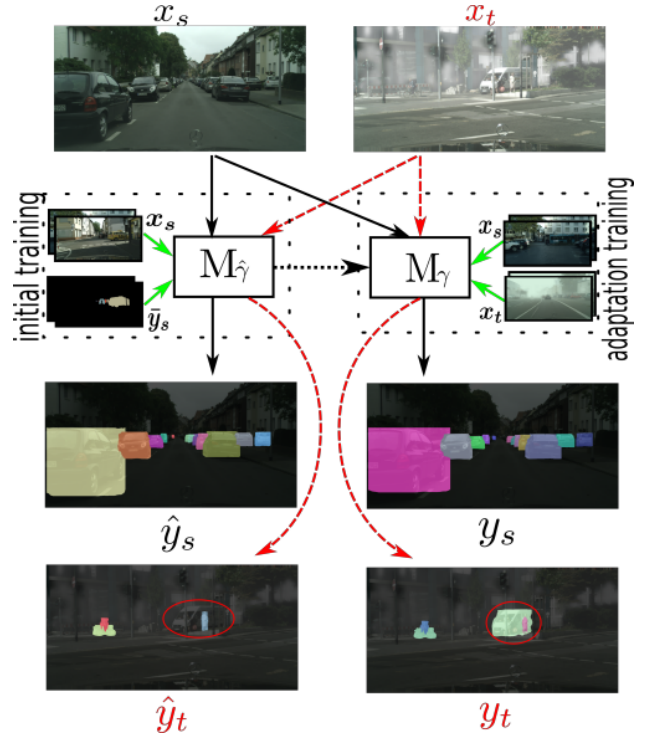 x_s
x_t
initial training
x_s
ȳ_s
M_γ̂
M_γ
x_s
x_t
adaptation training
ŷ_s
y_s
ŷ_t
y_t